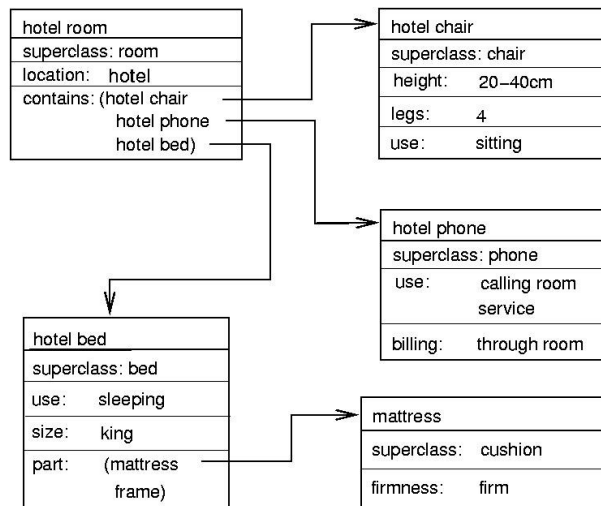 hotel room
superclass: room
location: hotel
contains: (hotel chair
hotel phone
hotel bed)
hotel chair
superclass: chair
height: 20–40cm
legs: 4
use: sitting
hotel phone
superclass: phone
use: calling room
service
billing: through room
hotel bed
superclass: bed
use: sleeping
size: king
part: (mattress
frame)
mattress
superclass: cushion
firmness: firm